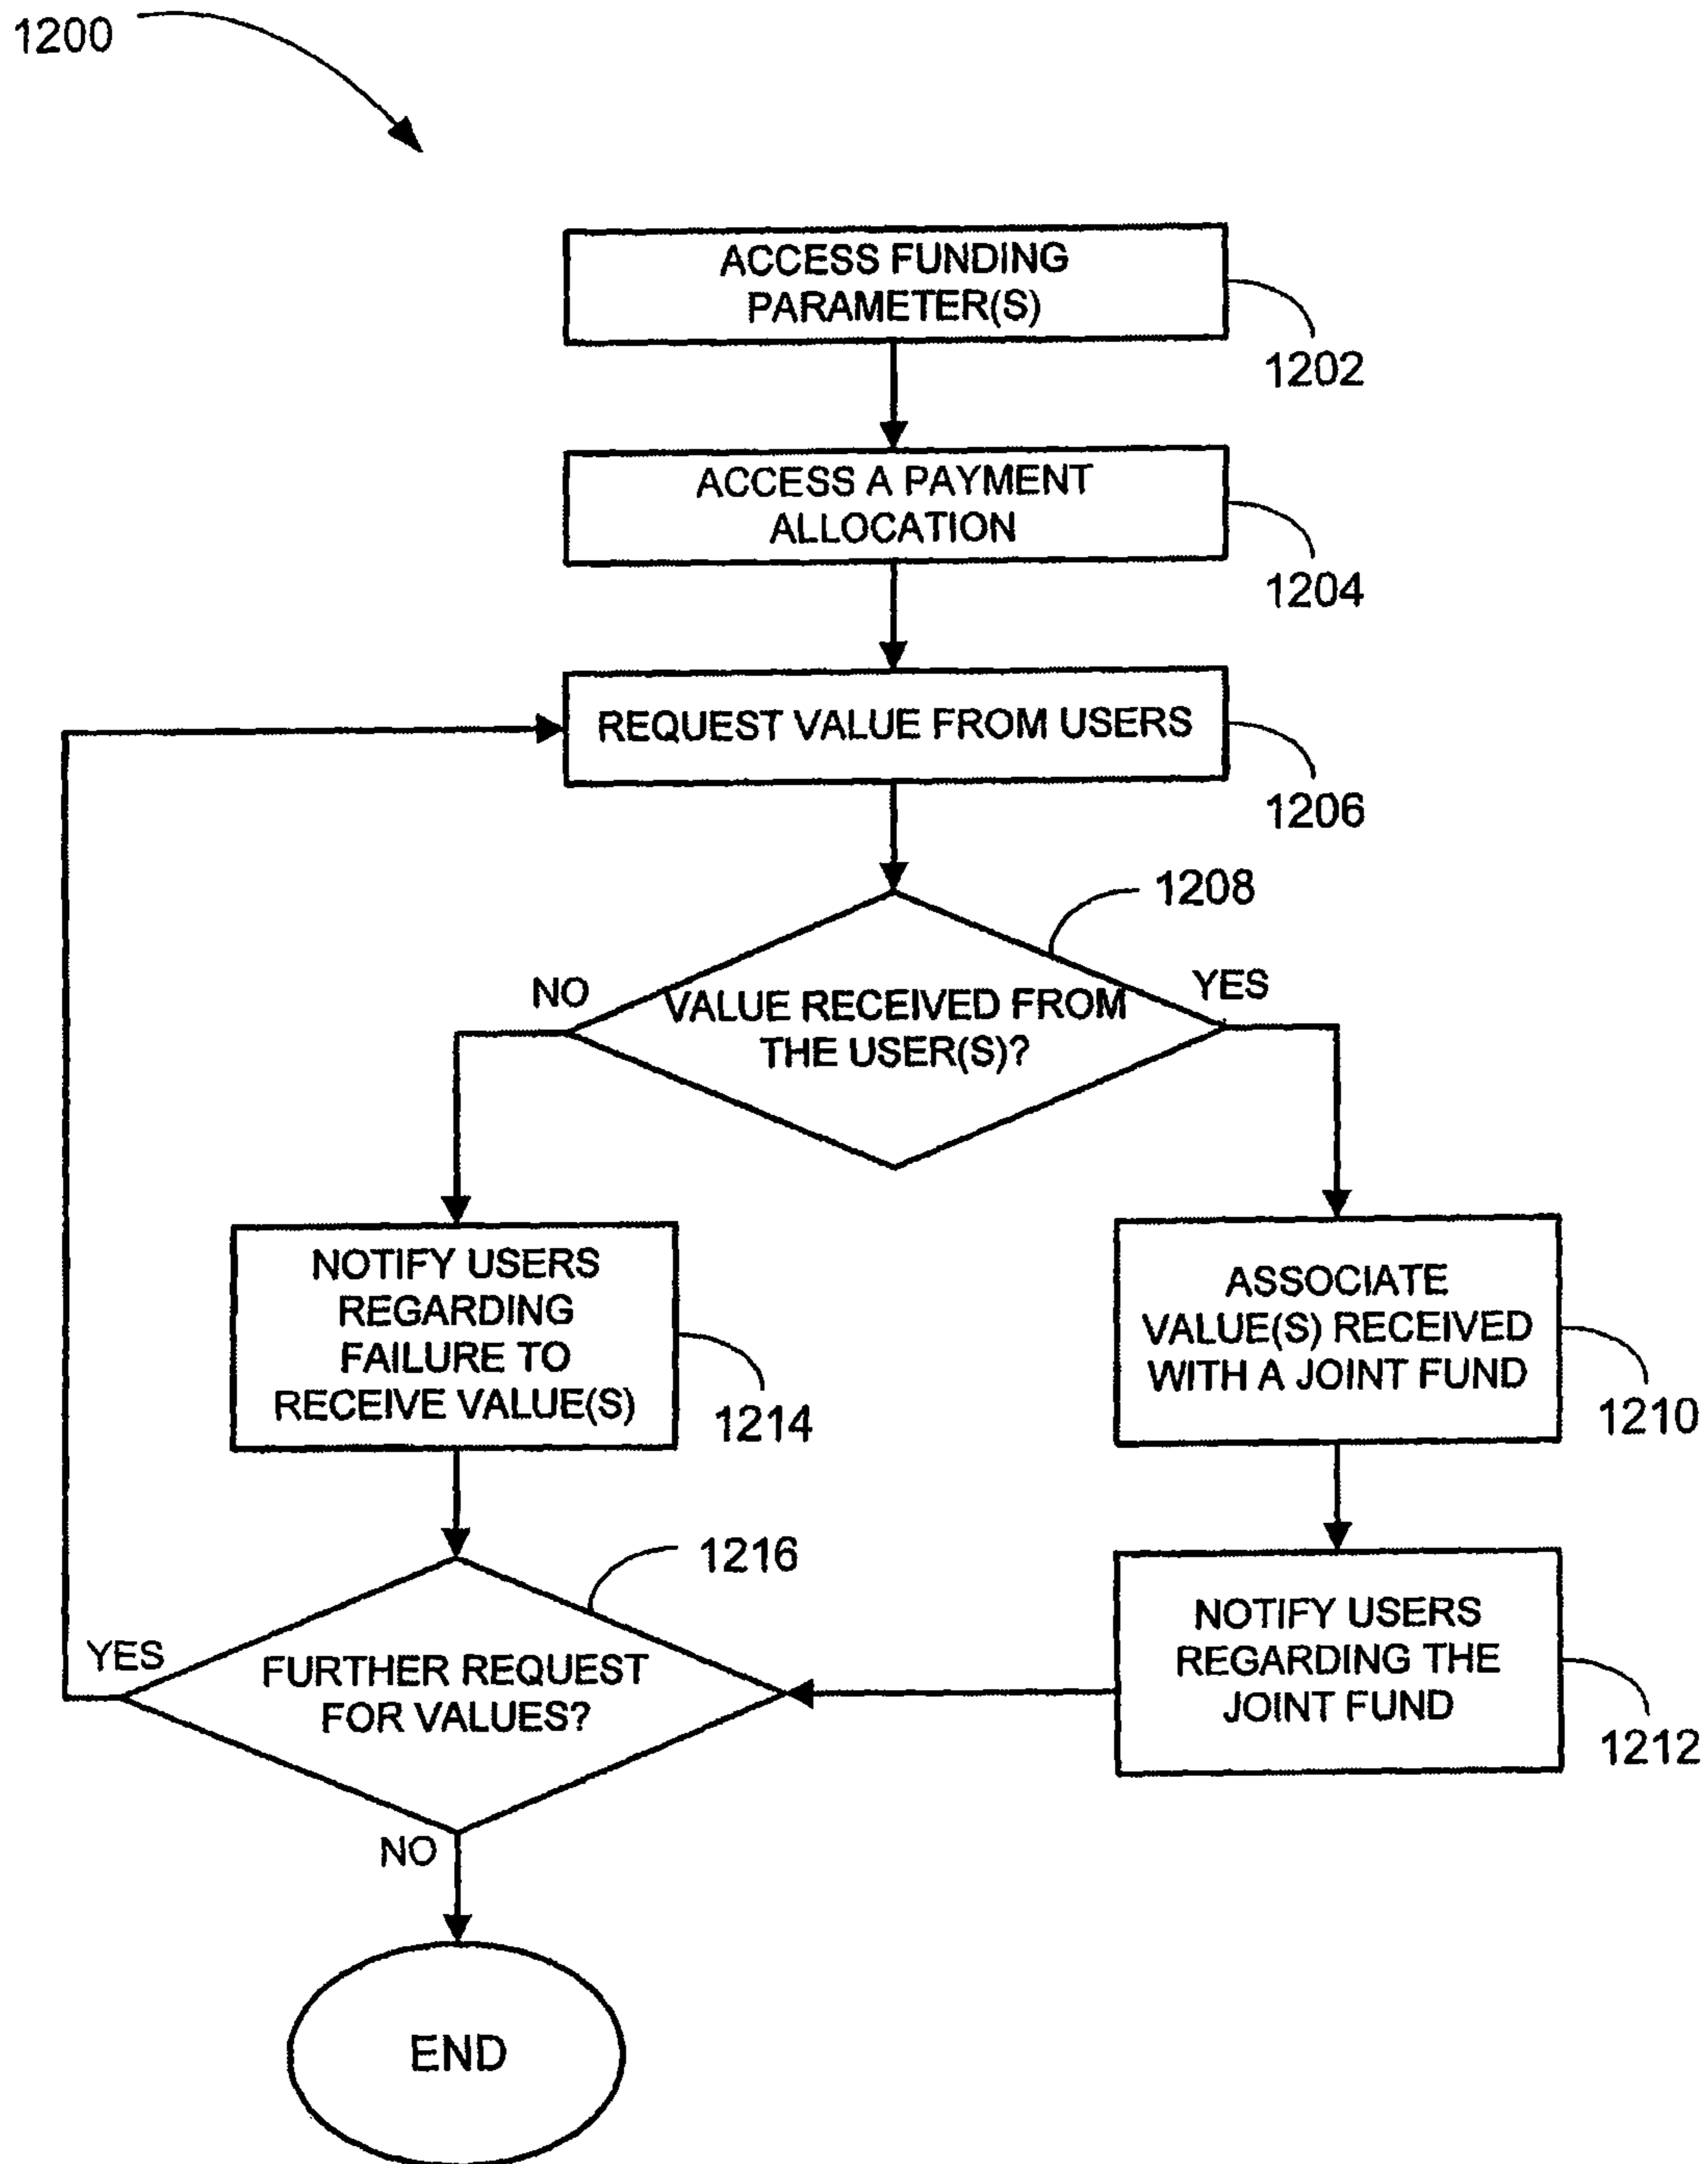 1200
ACCESS FUNDING
PARAMETER(S)
1202
ACCESS A PAYMENT
ALLOCATION
1204
REQUEST VALUE FROM USERS
1206
1208
NO
YES
VALUE RECEIVED FROM
THE USER(S)?
NOTIFY USERS
REGARDING
FAILURE TO
RECEIVE VALUE(S)
1214
ASSOCIATE
VALUE(S) RECEIVED
WITH A JOINT FUND
1210
1216
YES
FURTHER REQUEST
FOR VALUES?
NOTIFY USERS
REGARDING THE
JOINT FUND
1212
NO
END